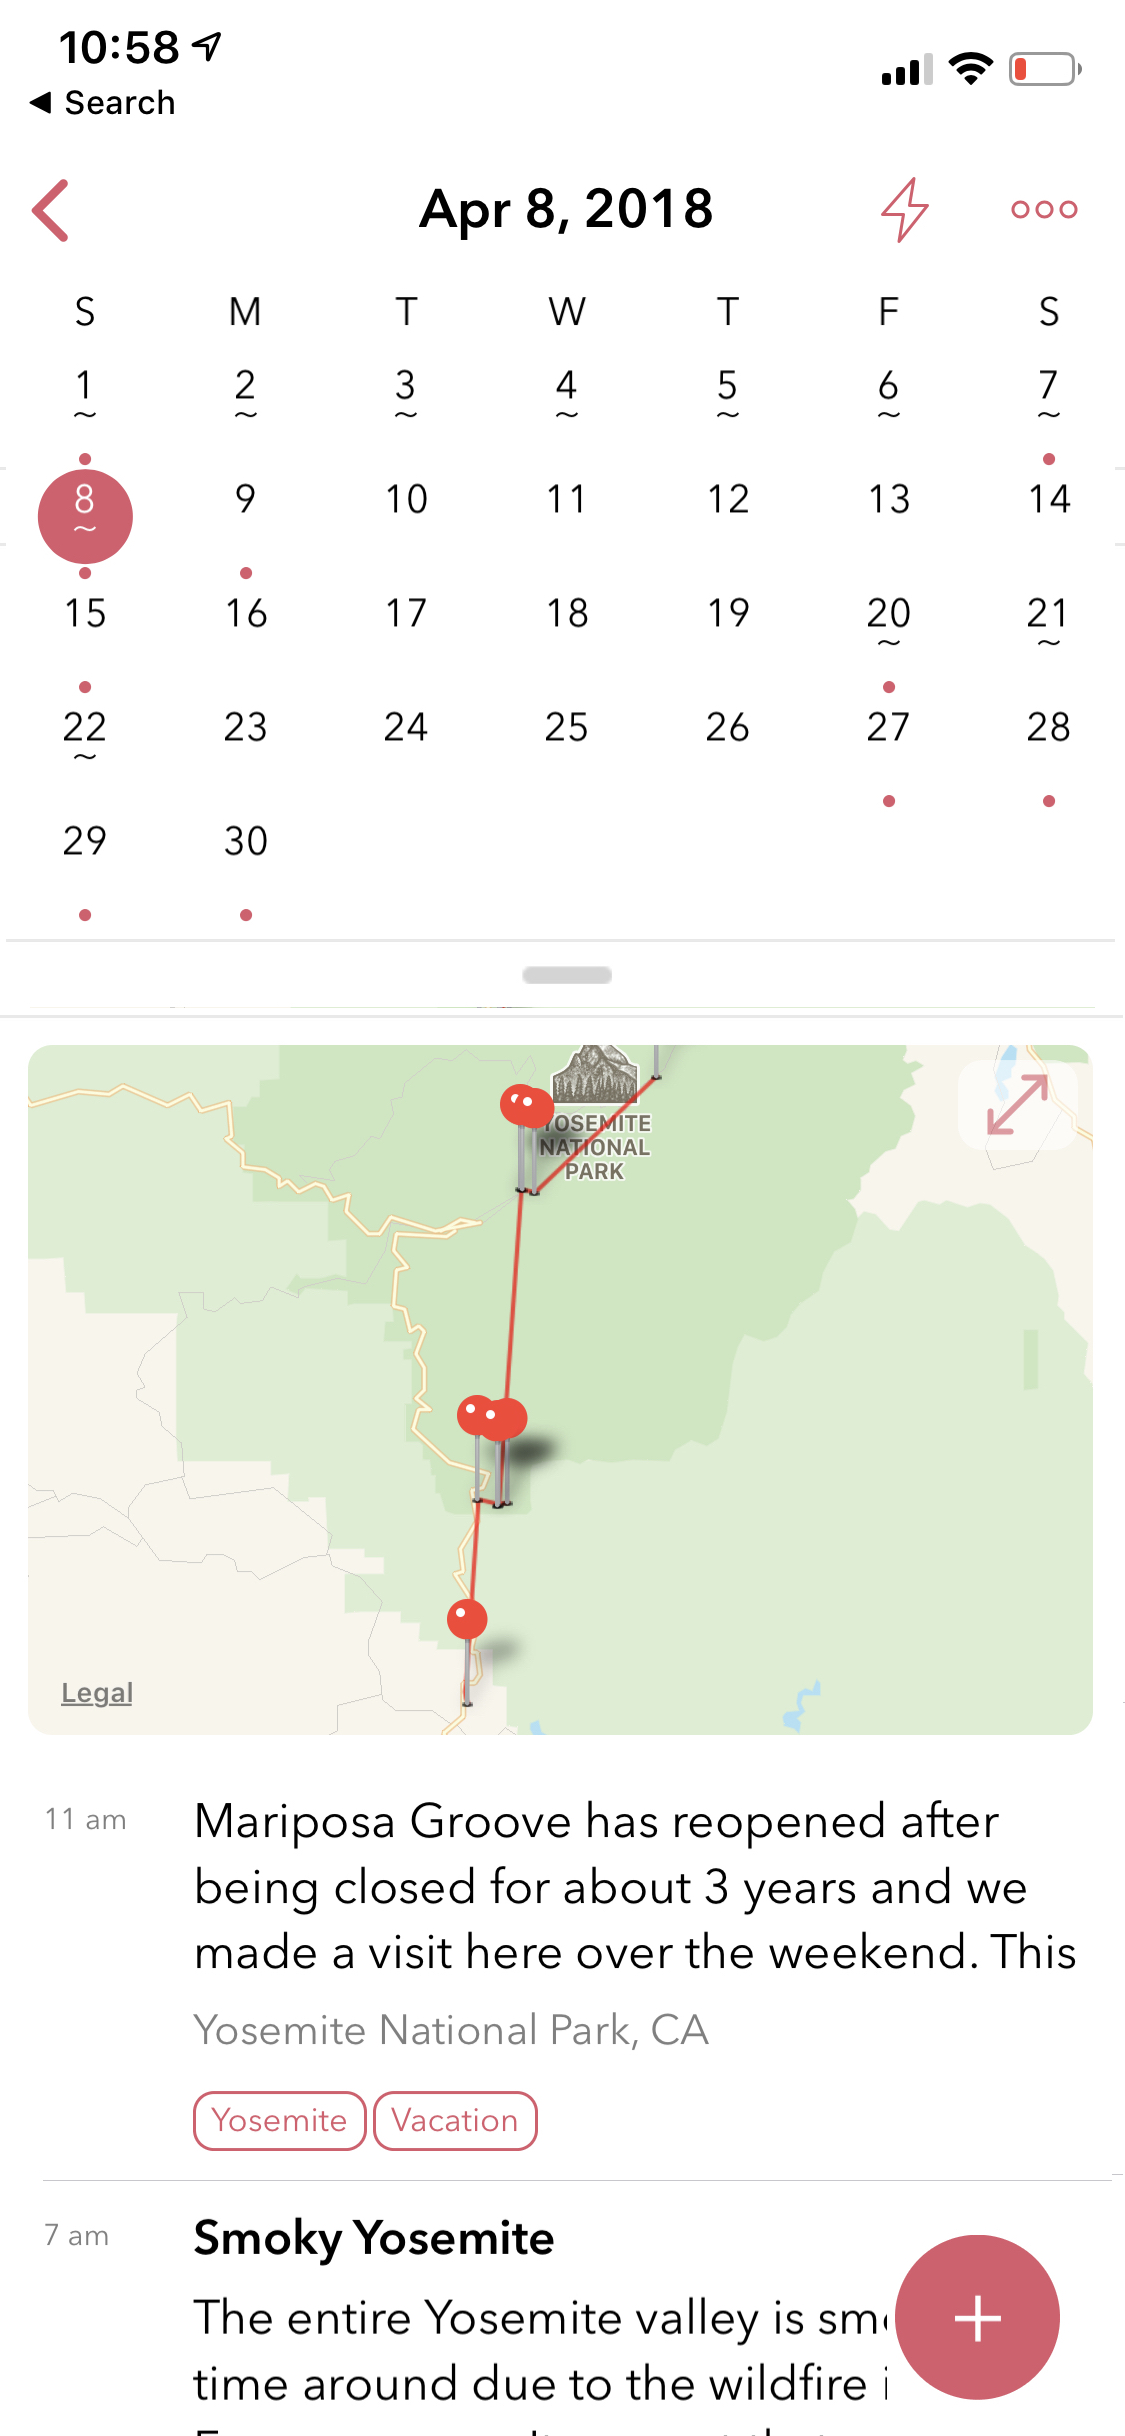 10:58
◀ Search
Apr 8, 2018
S M T W T F S
1 2 3 4 5 6 7
~ ~ ~ ~ ~ ~ ~
8 9 10 11 12 13 14
~
15 16 17 18 19 20 21
~ ~
22 23 24 25 26 27 28
~
29 30
YOSEMITE
NATIONAL
PARK
Legal
11 am
Mariposa Groove has reopened after
being closed for about 3 years and we
made a visit here over the weekend. This
Yosemite National Park, CA
Yosemite Vacation
7 am
Smoky Yosemite
The entire Yosemite valley is
time around due to the wildfire